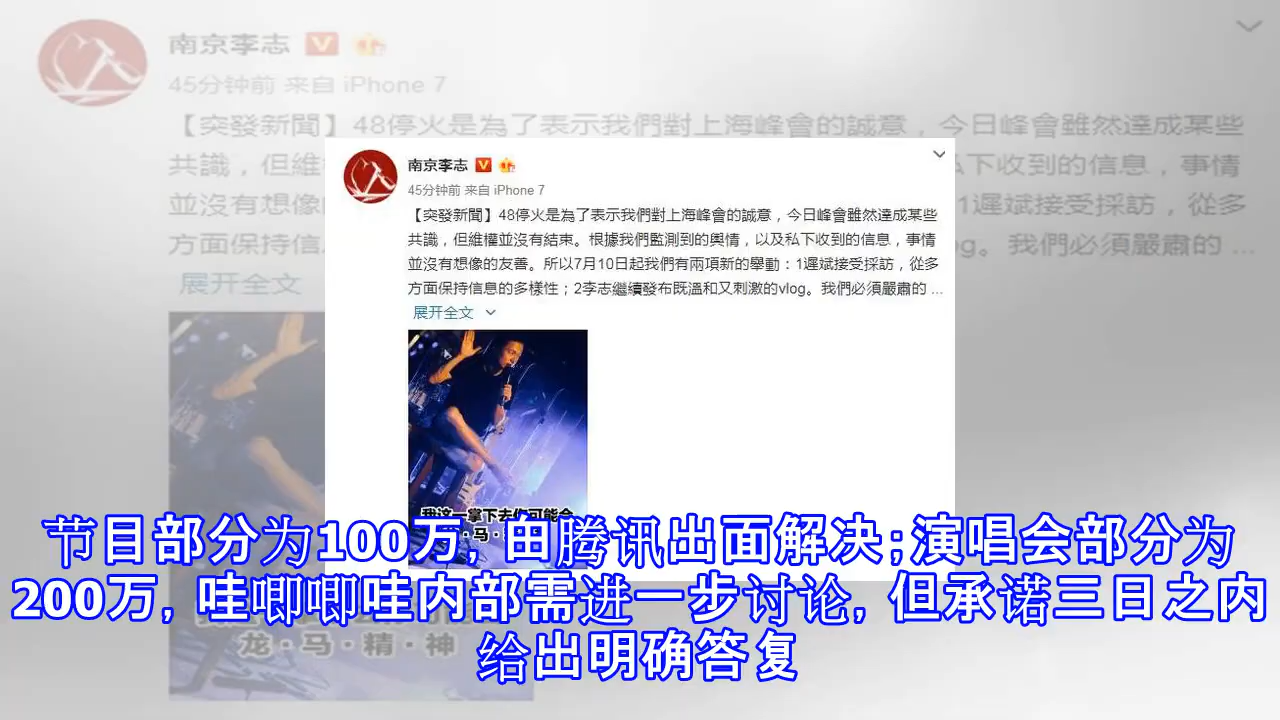 南京李志
45分钟前 来自 iPhone 7
【突發新聞】48停火是為了表示我們對上海峰會的誠意，今日峰會雖然達成某些
共識，但維權並沒有結束。根據我們監測到的輿情，以及私下收到的信息，事情
並沒有想像的友善。所以7月10日起我們有兩項新的舉動：1遲斌接受採訪，從多
方面保持信息的多樣性；2李志繼續發布既溫和又刺激的vlog。我們必須嚴肅的 ...
展开全文
我这一掌下去你可能会
龙·马·精·神
节目部分为100万, 由腾讯出面解决;演唱会部分为
200万, 哇唧唧哇内部需进一步讨论, 但承诺三日之内
给出明确答复